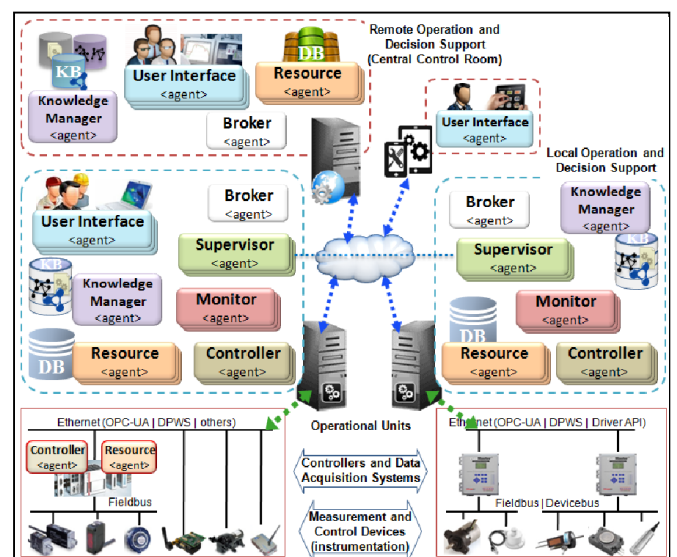 Remote Operation and
Decision Support
(Central Control Room)
KB
DB
User Interface
<agent>
Resource
<agent>
Knowledge
Manager
<agent>
Broker
<agent>
User Interface
<agent>
Local Operation and
Decision Support
User Interface
<agent>
Broker
<agent>
Supervisor
<agent>
KB
Knowledge
Manager
<agent>
Monitor
<agent>
DB
Resource
<agent>
Controller
<agent>
Broker
<agent>
Knowledge
Manager
<agent>
KB
Supervisor
<agent>
Monitor
<agent>
DB
Resource
<agent>
Controller
<agent>
Ethernet (OPC-UA | DPWS | others)
Controller
<agent>
Resource
<agent>
Fieldbus
Operational Units
Controllers and Data
Acquisition Systems
Measurement and
Control Devices
(instrumentation)
Ethernet (OPC-UA | DPWS | Driver API)
Fieldbus | Devicebus